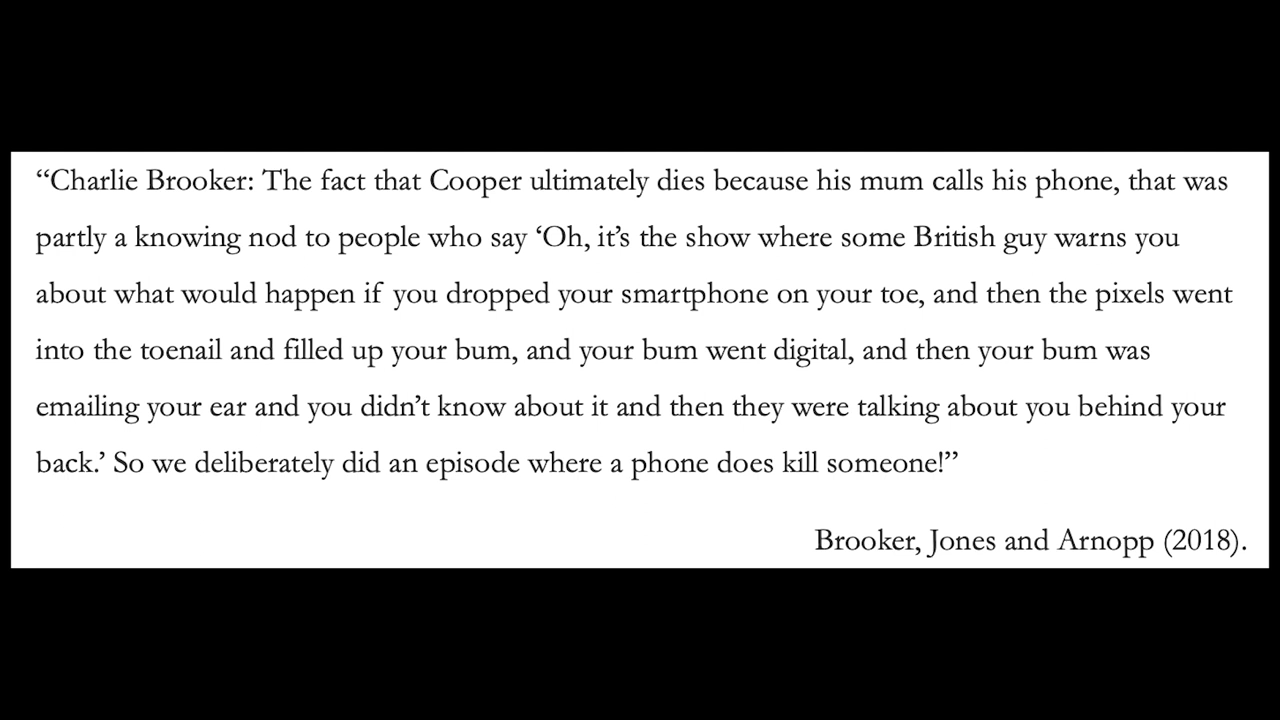 “Charlie Brooker: The fact that Cooper ultimately dies because his mum calls his phone, that was
partly a knowing nod to people who say ‘Oh, it’s the show where some British guy warns you
about what would happen if you dropped your smartphone on your toe, and then the pixels went
into the toenail and filled up your bum, and your bum went digital, and then your bum was
emailing your ear and you didn’t know about it and then they were talking about you behind your
back.’ So we deliberately did an episode where a phone does kill someone!”
Brooker, Jones and Arnopp (2018).